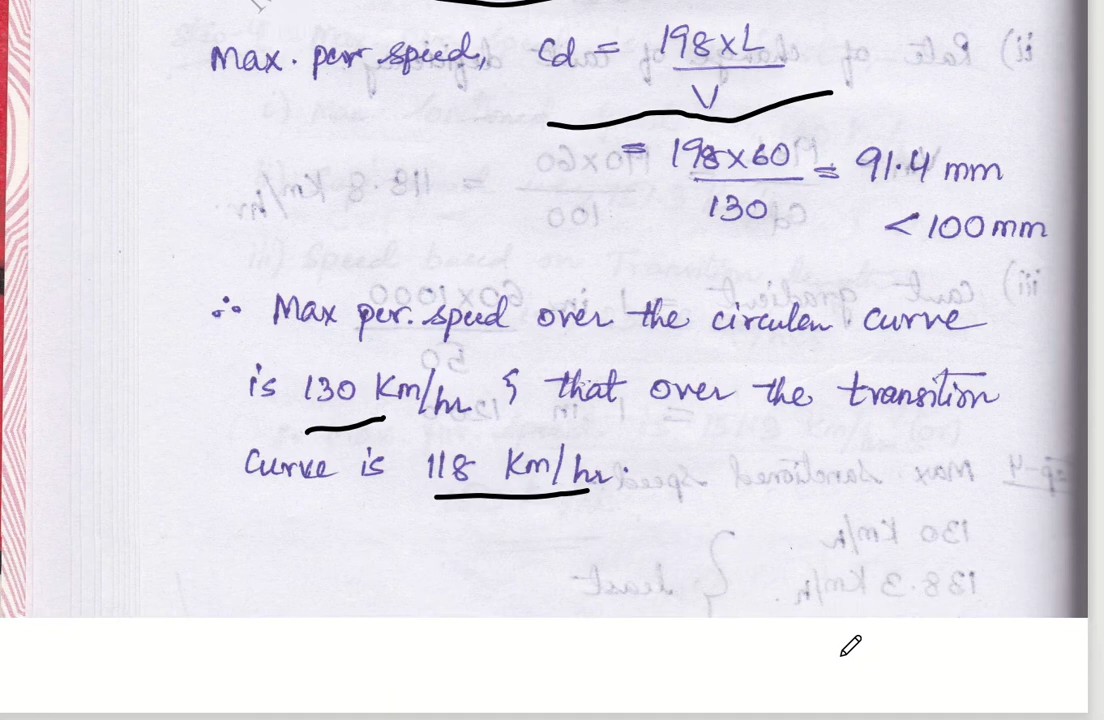 Max. per speed, Cd = 198×L / V
= 198×60 / 130 = 91.4 mm
< 100 mm
∴ Max per. speed over the circular curve
is 130 Km/hr & that over the transition
curve is 118 Km/hr.